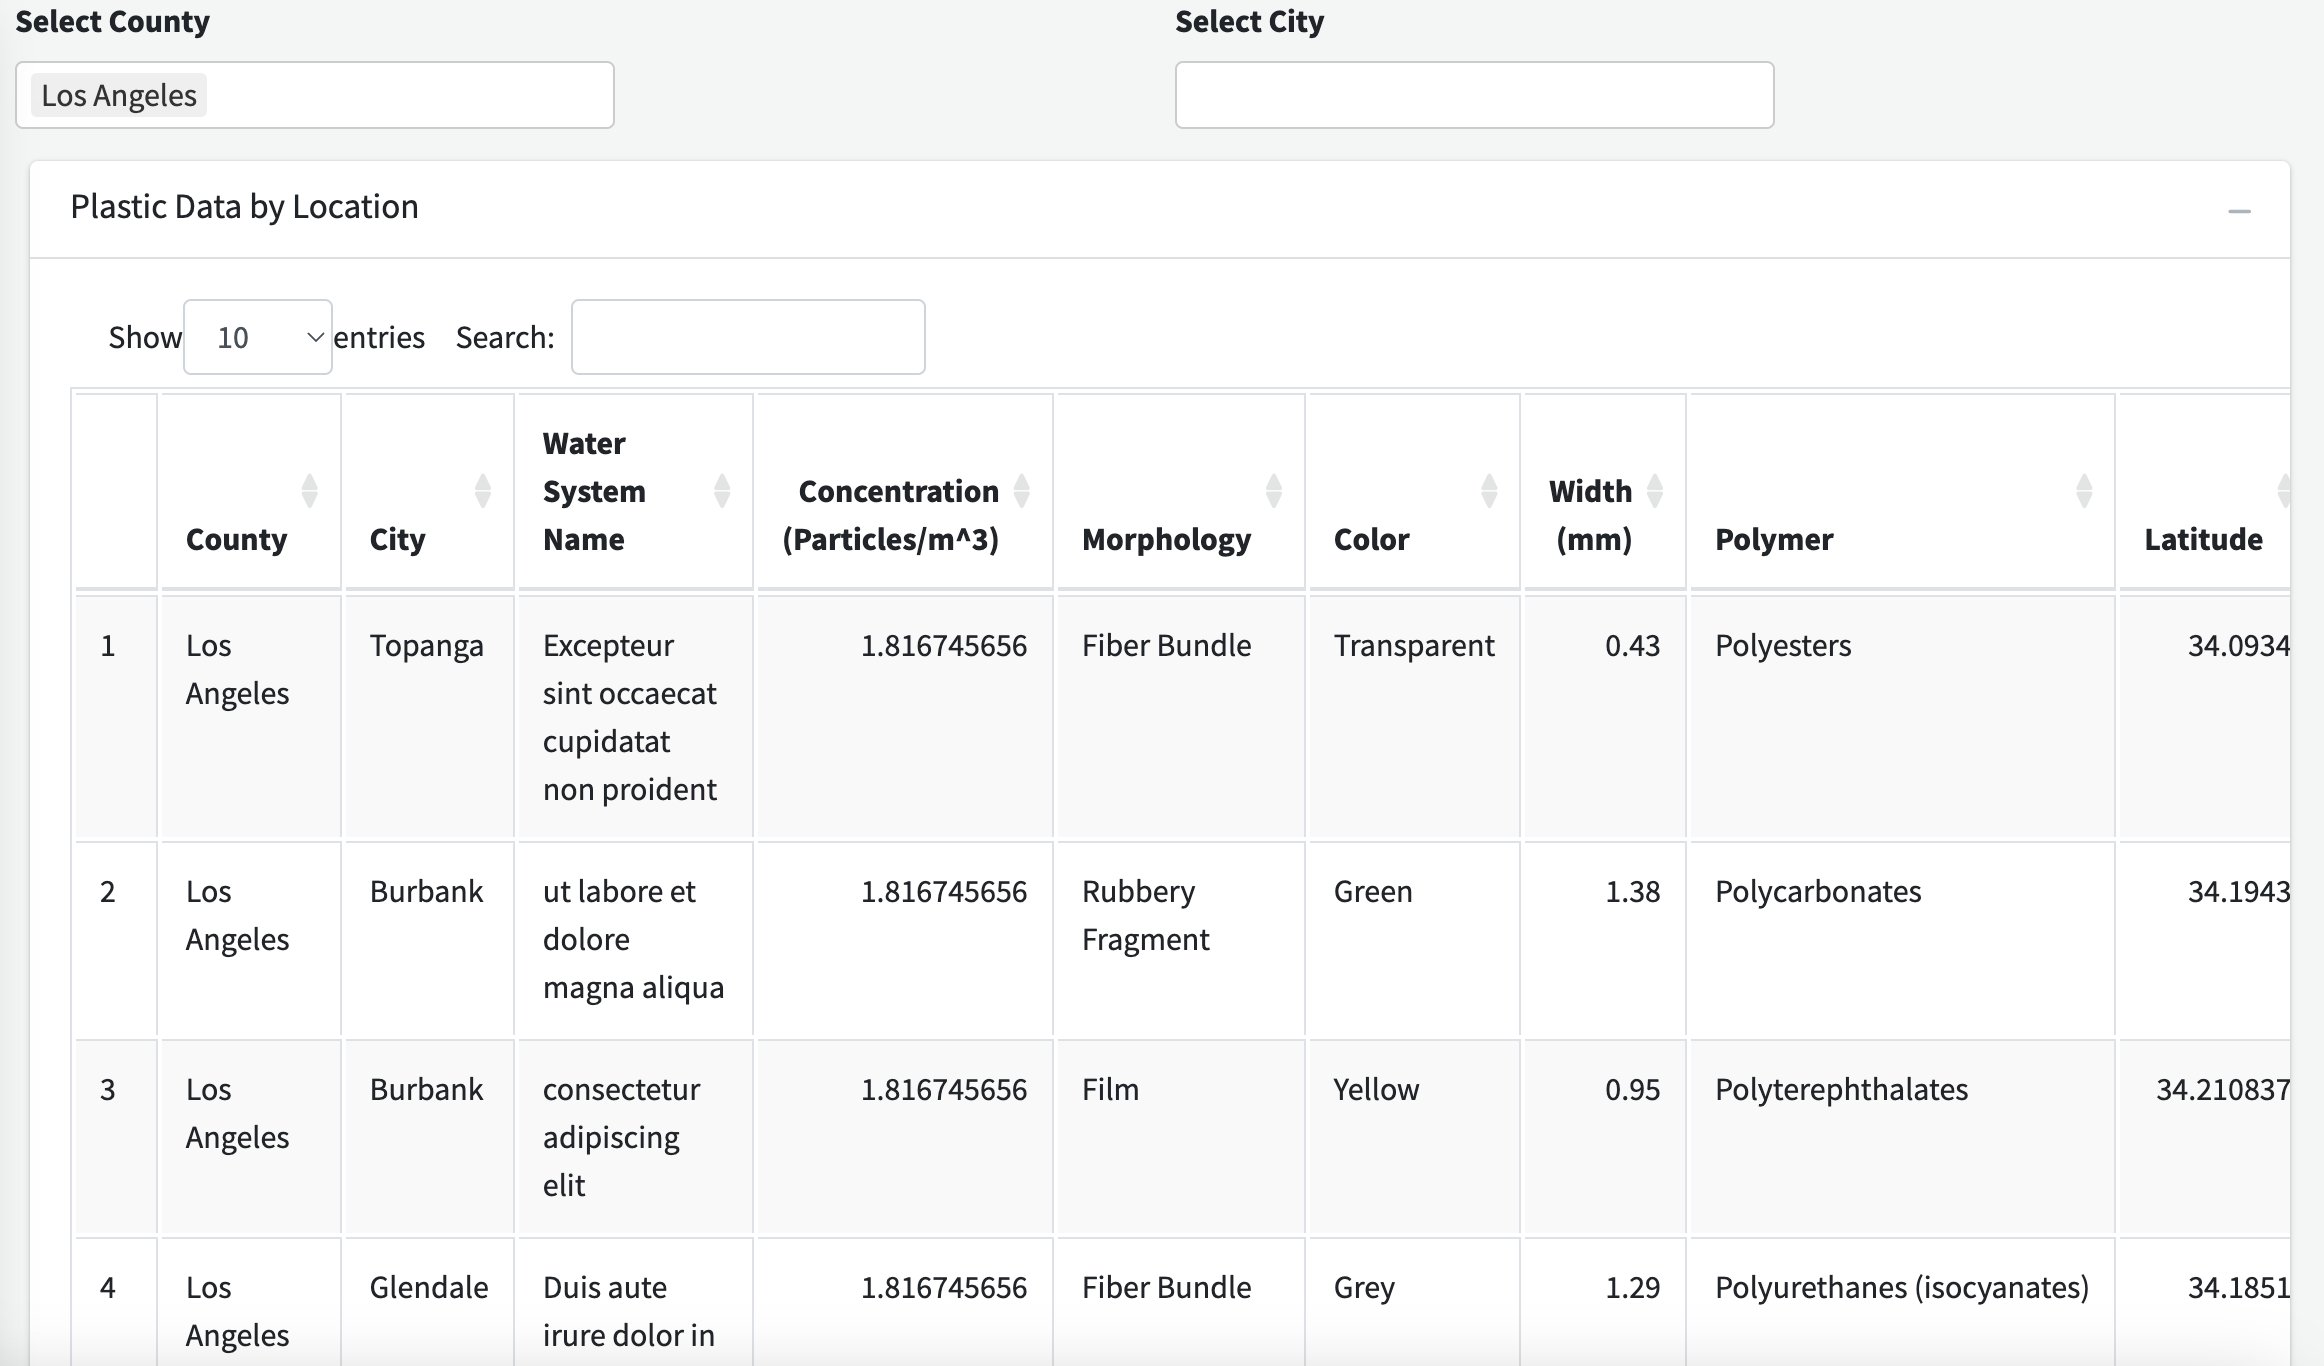 Select County
Select City
Los Angeles
Plastic Data by Location
Show 10 entries Search:
County
City
Water
System
Name
Concentration
(Particles/m^3)
Morphology
Color
Width
(mm)
Polymer
Latitude
1
Los
Angeles
Topanga
Excepteur
sint occaecat
cupidatat
non proident
1.816745656
Fiber Bundle
Transparent
0.43
Polyesters
34.0934
2
Los
Angeles
Burbank
ut labore et
dolore
magna aliqua
1.816745656
Rubbery
Fragment
Green
1.38
Polycarbonates
34.1943
3
Los
Angeles
Burbank
consectetur
adipiscing
elit
1.816745656
Film
Yellow
0.95
Polyterephthalates
34.210837
4
Los
Angeles
Glendale
Duis aute
irure dolor in
1.816745656
Fiber Bundle
Grey
1.29
Polyurethanes (isocyanates)
34.1851